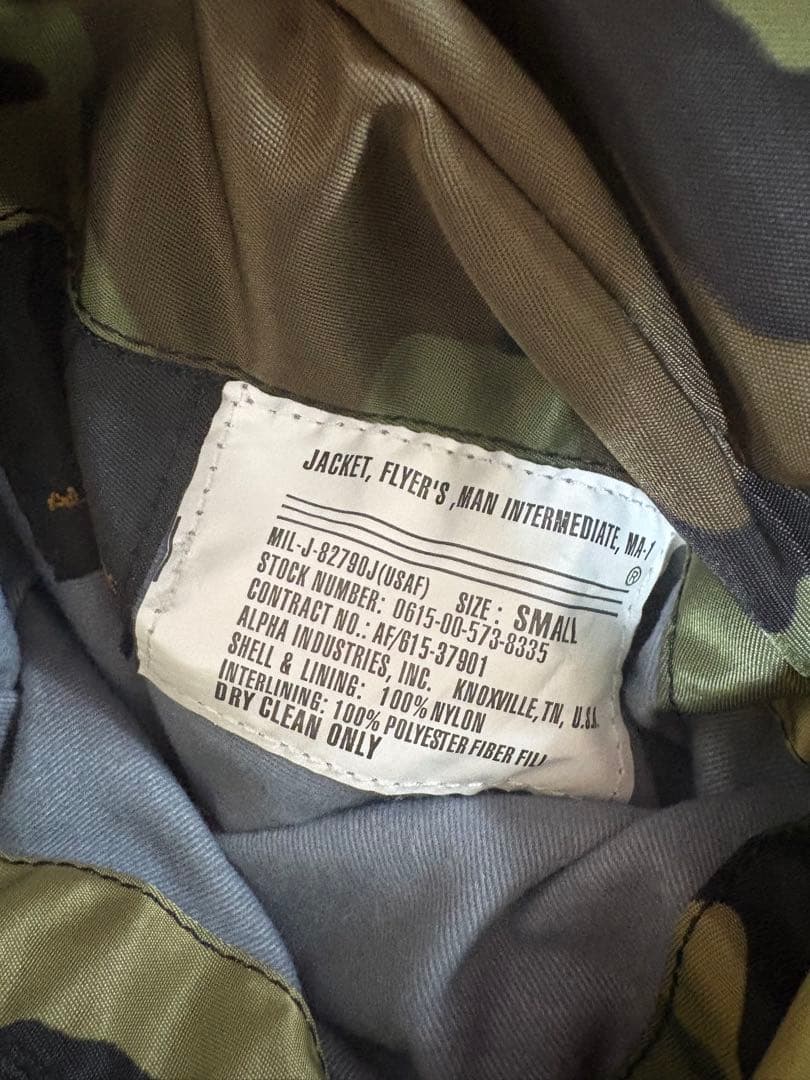 JACKET, FLYER'S ,MAN INTERMEDIATE, MA-1
®
MIL-J-82790J(USAF) SIZE : SMALL
STOCK NUMBER: 0615-00-573-8335
CONTRACT NO.: AF/615-37901
ALPHA INDUSTRIES, INC. KNOXVILLE, TN, U.S.A.
SHELL & LINING: 100% NYLON
INTERLINING: 100% POLYESTER FIBER FILL
DRY CLEAN ONLY